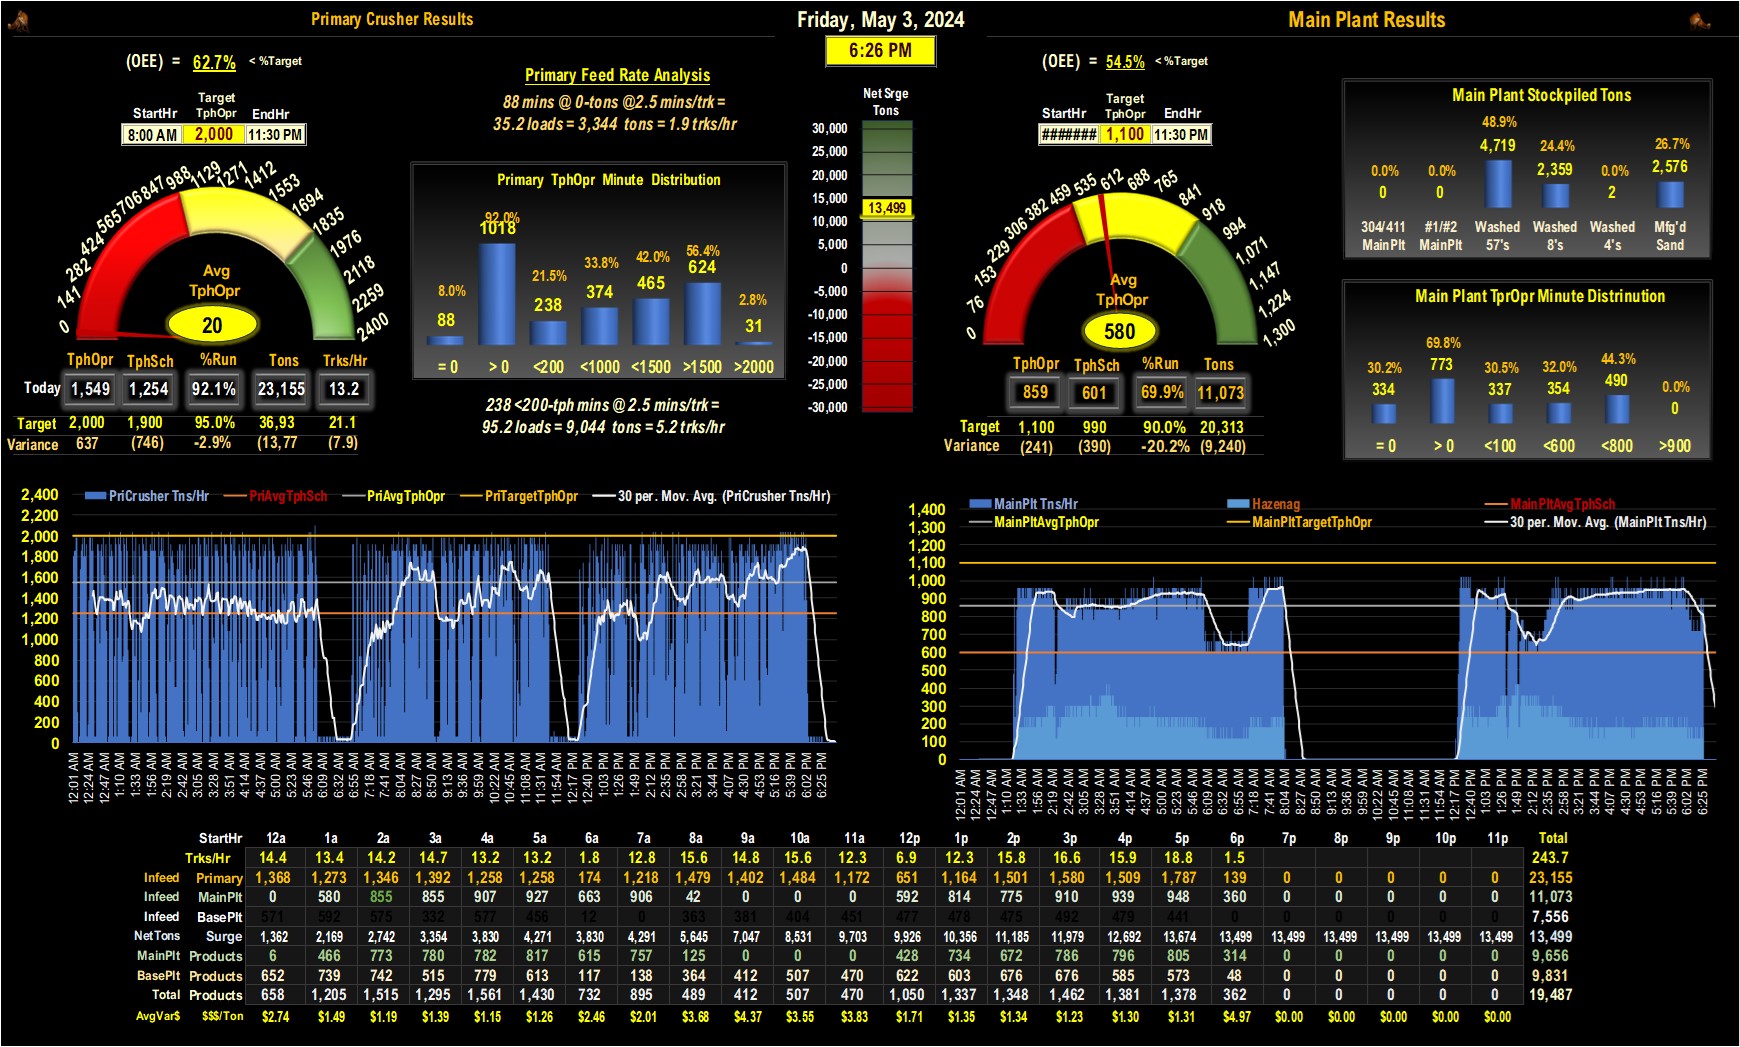 Primary Crusher Results
Friday, May 3, 2024
Main Plant Results
6:26 PM
(OEE) = 62.7% < %Target
StartHr Target TphOpr EndHr
8:00 AM 2,000 11:30 PM
0 141 282 424 565 706 847 988 1129 1271 1412 1553 1694 1835 1976 2118 2259 2400
Avg
TphOpr
20
TphOpr TphSch %Run Tons Trks/Hr
Today 1,549 1,254 92.1% 23,155 13.2
Target 2,000 1,900 95.0% 36,93 21.1
Variance 637 (746) -2.9% (13,77 (7.9)
Primary Feed Rate Analysis
88 mins @ 0-tons @2.5 mins/trk =
35.2 loads = 3,344 tons = 1.9 trks/hr
Primary TphOpr Minute Distribution
8.0% 92.0% 21.5% 33.8% 42.0% 56.4% 2.8%
88 1018 238 374 465 624 31
= 0 > 0 <200 <1000 <1500 >1500 >2000
238 <200-tph mins @ 2.5 mins/trk =
95.2 loads = 9,044 tons = 5.2 trks/hr
Net Srge
Tons
30,000
25,000
20,000
15,000
13,499
10,000
5,000
0
-5,000
-10,000
-15,000
-20,000
-25,000
-30,000
(OEE) = 54.5% < %Target
StartHr Target TphOpr EndHr
####### 1,100 11:30 PM
0 76 153 229 306 382 459 535 612 688 765 841 918 994 1,071 1,147 1,224 1,300
Avg
TphOpr
580
TphOpr TphSch %Run Tons
859 601 69.9% 11,073
Target 1,100 990 90.0% 20,313
Variance (241) (390) -20.2% (9,240)
Main Plant Stockpiled Tons
0.0% 0.0% 48.9% 24.4% 0.0% 26.7%
0 0 4,719 2,359 2 2,576
304/411 #1/#2 Washed Washed Washed Mfg'd
MainPlt MainPlt 57's 8's 4's Sand
Main Plant TprOpr Minute Distrinution
30.2% 69.8% 30.5% 32.0% 44.3% 0.0%
334 773 337 354 490 0
= 0 > 0 <100 <600 <800 >900
PriCrusher Tns/Hr PriAvgTphSch PriAvgTphOpr PriTargetTphOpr 30 per. Mov. Avg. (PriCrusher Tns/Hr)
2,400
2,200
2,000
1,800
1,600
1,400
1,200
1,000
800
600
400
200
0
12:01 AM 12:24 AM 12:47 AM 1:10 AM 1:33 AM 1:56 AM 2:19 AM 2:42 AM 3:05 AM 3:28 AM 3:51 AM 4:14 AM 4:37 AM 5:00 AM 5:23 AM 5:46 AM 6:09 AM 6:32 AM 6:55 AM 7:18 AM 7:41 AM 8:04 AM 8:27 AM 8:50 AM 9:13 AM 9:36 AM 9:59 AM 10:22 AM 10:45 AM 11:08 AM 11:31 AM 11:54 AM 12:17 PM 12:40 PM 1:03 PM 1:26 PM 1:49 PM 2:12 PM 2:35 PM 2:58 PM 3:21 PM 3:44 PM 4:07 PM 4:30 PM 4:53 PM 5:16 PM 5:39 PM 6:02 PM 6:25 PM
MainPlt Tns/Hr Hazenag MainPltAvgTphSch
MainPltAvgTphOpr MainPltTargetTphOpr 30 per. Mov. Avg. (MainPlt Tns/Hr)
1,400
1,300
1,200
1,100
1,000
900
800
700
600
500
400
300
200
100
0
12:01 AM 12:24 AM 12:47 AM 1:10 AM 1:33 AM 1:56 AM 2:19 AM 2:42 AM 3:05 AM 3:28 AM 3:51 AM 4:14 AM 4:37 AM 5:00 AM 5:23 AM 5:46 AM 6:09 AM 6:32 AM 6:55 AM 7:18 AM 7:41 AM 8:04 AM 8:27 AM 8:50 AM 9:13 AM 9:36 AM 9:59 AM 10:22 AM 10:45 AM 11:08 AM 11:31 AM 11:54 AM 12:17 PM 12:40 PM 1:03 PM 1:26 PM 1:49 PM 2:12 PM 2:35 PM 2:58 PM 3:21 PM 3:44 PM 4:07 PM 4:30 PM 4:53 PM 5:16 PM 5:39 PM 6:02 PM 6:25 PM
StartHr 12a 1a 2a 3a 4a 5a 6a 7a 8a 9a 10a 11a 12p 1p 2p 3p 4p 5p 6p 7p 8p 9p 10p 11p Total
Trks/Hr 14.4 13.4 14.2 14.7 13.2 13.2 1.8 12.8 15.6 14.8 15.6 12.3 6.9 12.3 15.8 16.6 15.9 18.8 1.5 243.7
Infeed Primary 1,368 1,273 1,346 1,392 1,258 1,258 174 1,218 1,479 1,402 1,484 1,172 651 1,164 1,501 1,580 1,509 1,787 139 0 0 0 0 0 23,155
Infeed MainPlt 0 580 855 855 907 927 663 906 42 0 0 0 592 814 775 910 939 948 360 0 0 0 0 0 11,073
Infeed BasePlt 571 592 575 332 577 456 12 0 363 381 404 451 477 478 475 492 479 441 0 0 0 0 0 0 7,556
NetTons Surge 1,362 2,169 2,742 3,354 3,830 4,271 3,830 4,291 5,645 7,047 8,531 9,703 9,926 10,356 11,185 11,979 12,692 13,674 13,499 13,499 13,499 13,499 13,499 13,499 13,499
MainPlt Products 6 466 773 780 782 817 615 757 125 0 0 0 428 734 672 786 796 805 314 0 0 0 0 0 9,656
BasePlt Products 652 739 742 515 779 613 117 138 364 412 507 470 622 603 676 676 585 573 48 0 0 0 0 0 9,831
Total Products 658 1,205 1,515 1,295 1,561 1,430 732 895 489 412 507 470 1,050 1,337 1,348 1,462 1,381 1,378 362 0 0 0 0 0 19,487
AvgVar$ $$$/Ton $2.74 $1.49 $1.19 $1.39 $1.15 $1.26 $2.46 $2.01 $3.68 $4.37 $3.55 $3.83 $1.71 $1.35 $1.34 $1.23 $1.30 $1.31 $4.97 $0.00 $0.00 $0.00 $0.00 $0.00